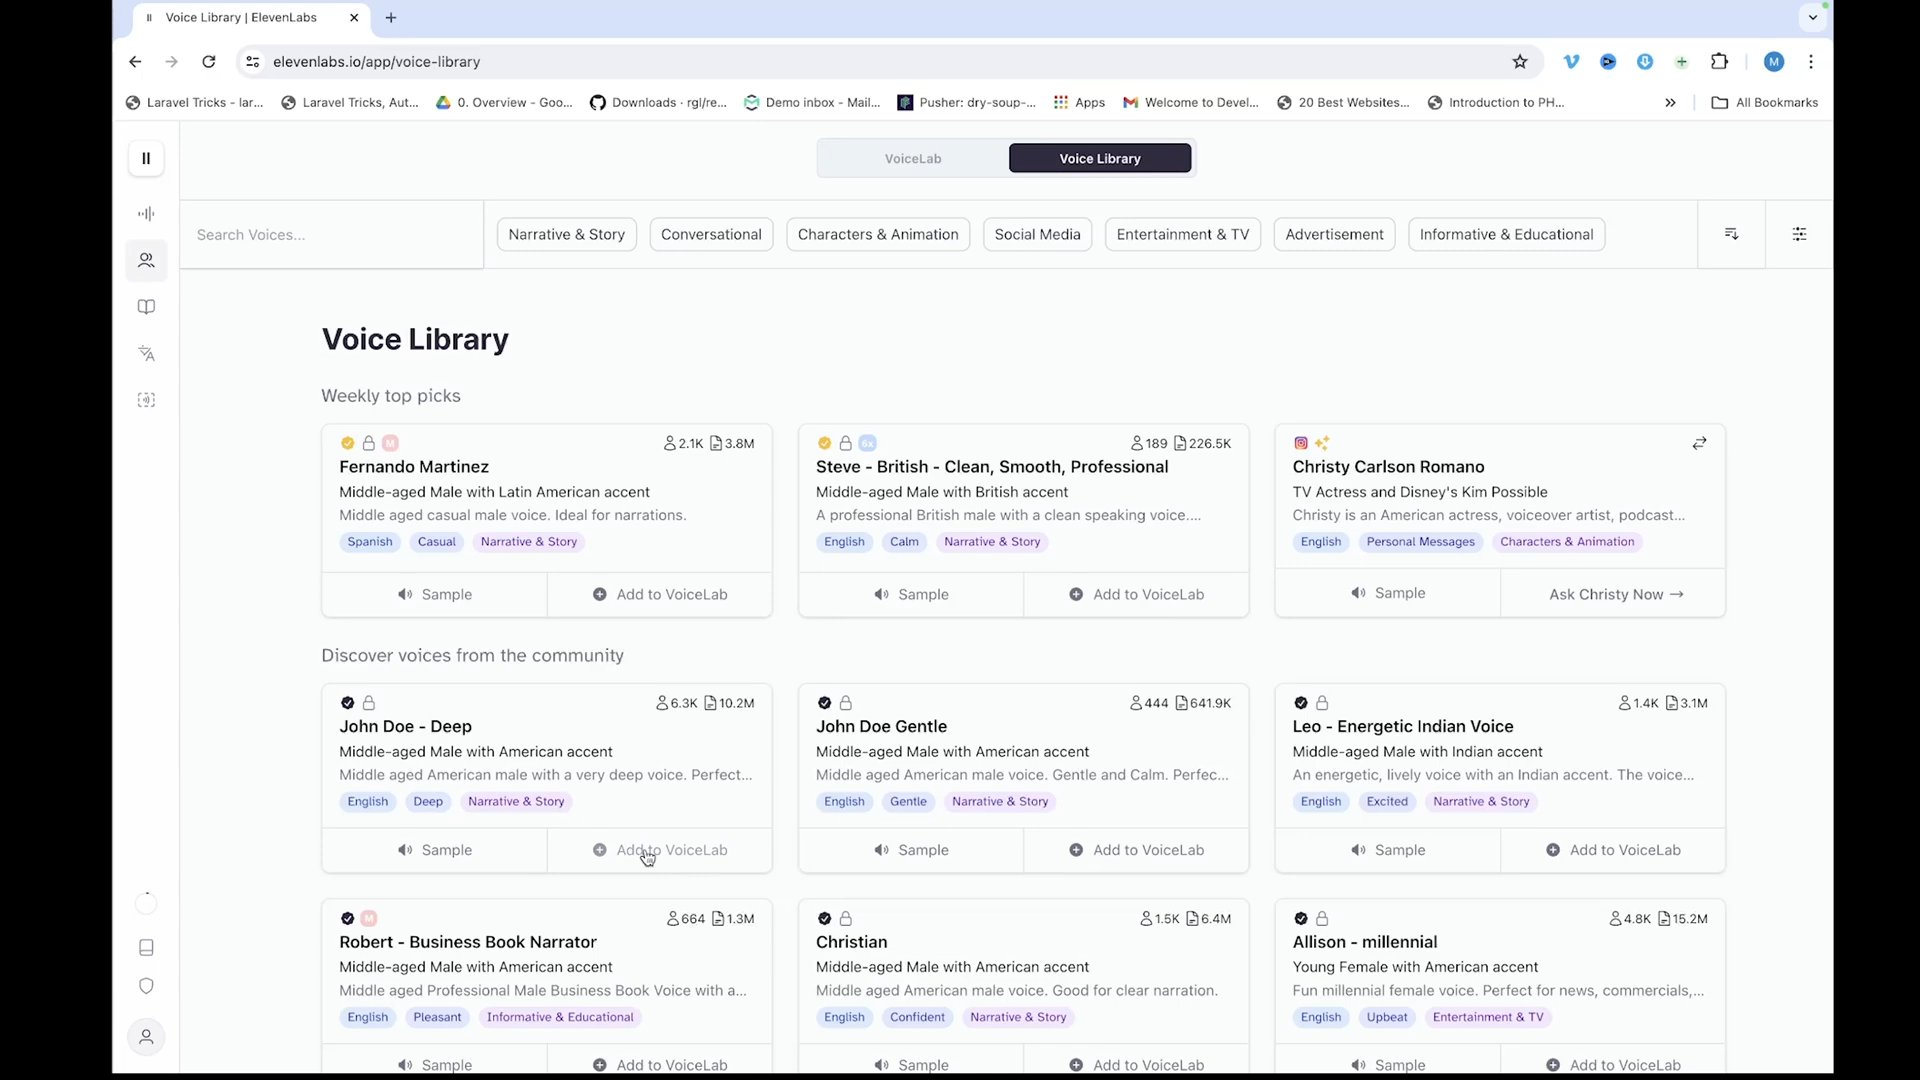 Voice Library | ElevenLabs
elevenlabs.io/app/voice-library
M
Laravel Tricks - lar...
Laravel Tricks, Aut...
0. Overview - Goo...
Downloads · rgl/re...
Demo inbox - Mail...
Pusher: dry-soup-...
Apps
Welcome to Devel...
20 Best Websites...
Introduction to PH...
All Bookmarks
VoiceLab
Voice Library
Search Voices...
Narrative & Story
Conversational
Characters & Animation
Social Media
Entertainment & TV
Advertisement
Informative & Educational
Voice Library
Weekly top picks
M
2.1K
3.8M
Fernando Martinez
Middle-aged Male with Latin American accent
Middle aged casual male voice. Ideal for narrations.
Spanish
Casual
Narrative & Story
Sample
Add to VoiceLab
6x
189
226.5K
Steve - British - Clean, Smooth, Professional
Middle-aged Male with British accent
A professional British male with a clean speaking voice....
English
Calm
Narrative & Story
Sample
Add to VoiceLab
Christy Carlson Romano
TV Actress and Disney's Kim Possible
Christy is an American actress, voiceover artist, podcast...
English
Personal Messages
Characters & Animation
Sample
Ask Christy Now →
Discover voices from the community
6.3K
10.2M
John Doe - Deep
Middle-aged Male with American accent
Middle aged American male with a very deep voice. Perfect...
English
Deep
Narrative & Story
Sample
Add to VoiceLab
444
641.9K
John Doe Gentle
Middle-aged Male with American accent
Middle aged American male voice. Gentle and Calm. Perfec...
English
Gentle
Narrative & Story
Sample
Add to VoiceLab
1.4K
3.1M
Leo - Energetic Indian Voice
Middle-aged Male with Indian accent
An energetic, lively voice with an Indian accent. The voice...
English
Excited
Narrative & Story
Sample
Add to VoiceLab
M
664
1.3M
Robert - Business Book Narrator
Middle-aged Male with American accent
Middle aged Professional Male Business Book Voice with a...
English
Pleasant
Informative & Educational
Sample
Add to VoiceLab
1.5K
6.4M
Christian
Middle-aged Male with American accent
Middle aged American male voice. Good for clear narration.
English
Confident
Narrative & Story
Sample
Add to VoiceLab
4.8K
15.2M
Allison - millennial
Young Female with American accent
Fun millennial female voice. Perfect for news, commercials,...
English
Upbeat
Entertainment & TV
Sample
Add to VoiceLab